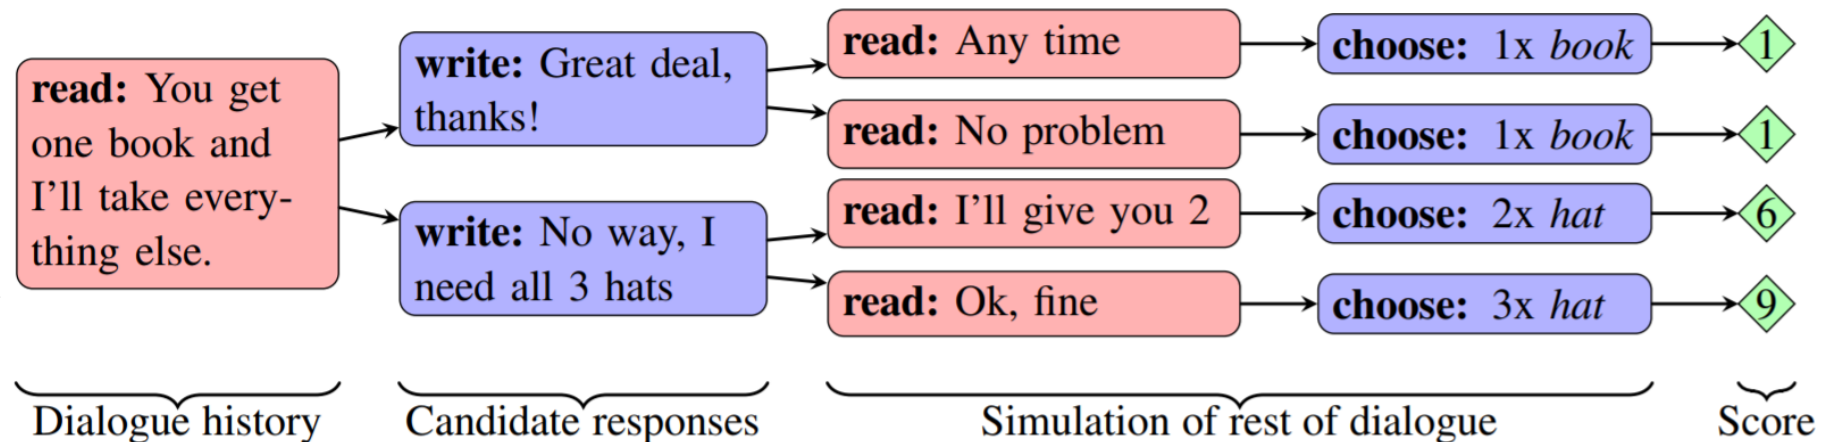 read: You get
one book and
I'll take every-
thing else.
write: Great deal,
thanks!
write: No way, I
need all 3 hats
read: Any time
choose: 1x book
1
read: No problem
choose: 1x book
1
read: I'll give you 2
choose: 2x hat
6
read: Ok, fine
choose: 3x hat
9
Dialogue history
Candidate responses
Simulation of rest of dialogue
Score